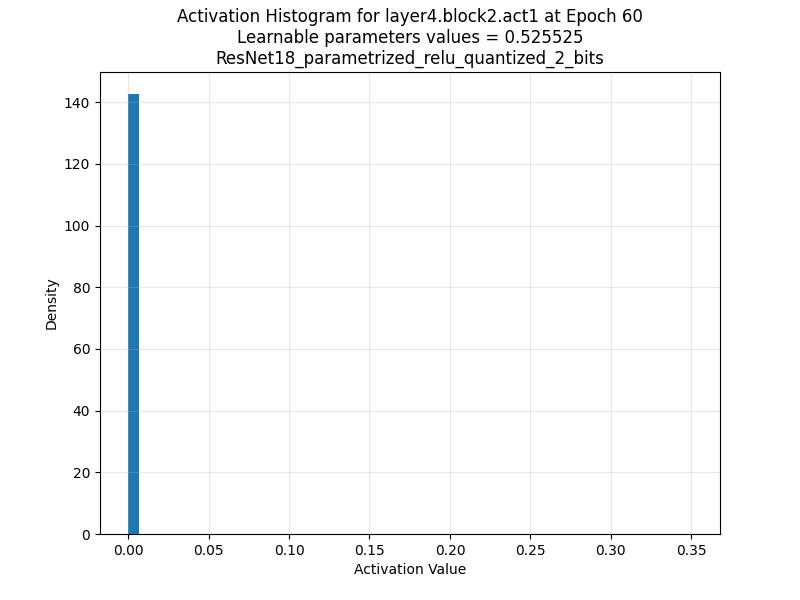 Activation Histogram for layer4.block2.act1 at Epoch 60
Learnable parameters values = 0.525525
ResNet18_parametrized_relu_quantized_2_bits
140
120
100
80
60
40
20
0
Density
0.00 0.05 0.10 0.15 0.20 0.25 0.30 0.35
Activation Value